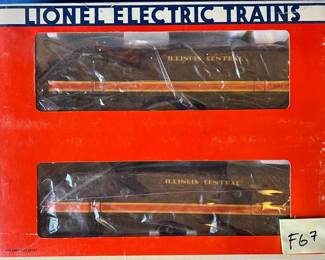 LIONEL ELECTRIC TRAINS
ILLINOIS CENTRAL
ILLINOIS CENTRAL
F67